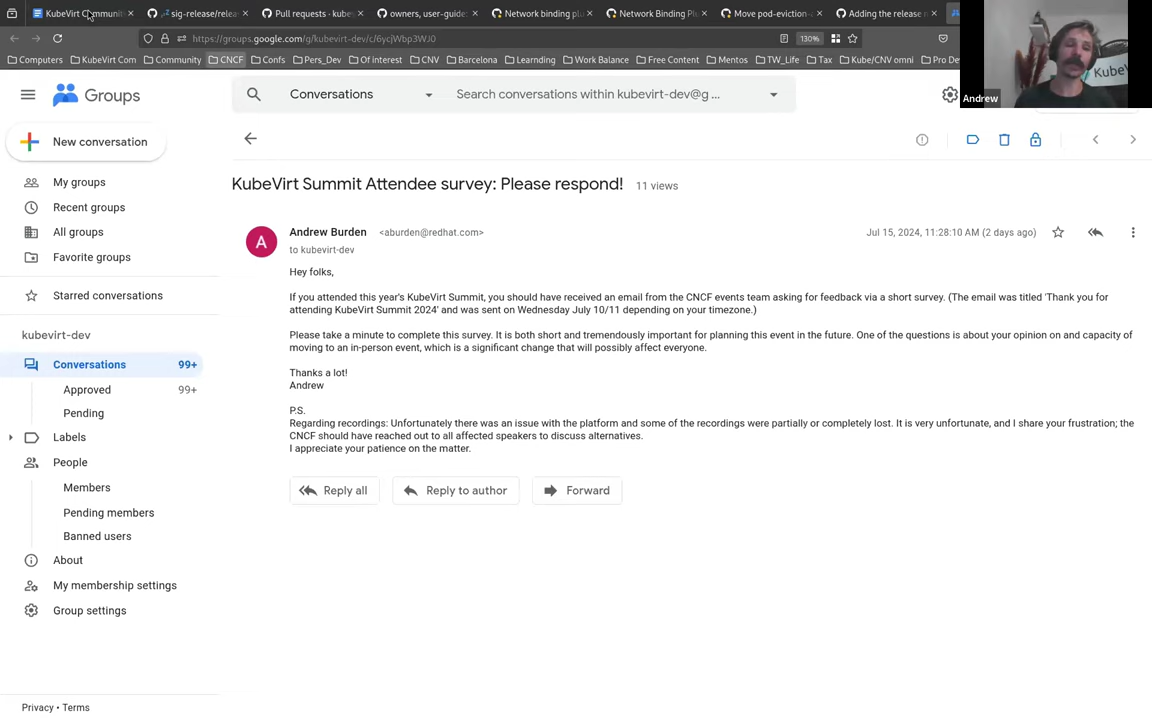 KubeVirt Communit
sig-release/relea
Pull requests · kube
owners, user-guide:
Network binding plu
Network Binding Plu
Move pod-eviction-a
Adding the release n
https://groups.google.com/g/kubevirt-dev/c/6ycjWbp3WJ0
130%
Computers KubeVirt Com Community CNCF Confs Pers_Dev Of interest CNV Barcelona Learnding Work Balance Free Content Mentos TW_Life Tax Kube/CNV omni Pro De
KubeV
Andrew
Groups
Conversations
Search conversations within kubevirt-dev@g ...
New conversation
My groups
Recent groups
All groups
Favorite groups
Starred conversations
kubevirt-dev
Conversations 99+
Approved 99+
Pending
Labels
People
Members
Pending members
Banned users
About
My membership settings
Group settings
Privacy • Terms
KubeVirt Summit Attendee survey: Please respond! 11 views
A
Andrew Burden <aburden@redhat.com>
Jul 15, 2024, 11:28:10 AM (2 days ago)
to kubevirt-dev
Hey folks,
If you attended this year's KubeVirt Summit, you should have received an email from the CNCF events team asking for feedback via a short survey. (The email was titled 'Thank you for
attending KubeVirt Summit 2024' and was sent on Wednesday July 10/11 depending on your timezone.)
Please take a minute to complete this survey. It is both short and tremendously important for planning this event in the future. One of the questions is about your opinion on and capacity of
moving to an in-person event, which is a significant change that will possibly affect everyone.
Thanks a lot!
Andrew
P.S.
Regarding recordings: Unfortunately there was an issue with the platform and some of the recordings were partially or completely lost. It is very unfortunate, and I share your frustration; the
CNCF should have reached out to all affected speakers to discuss alternatives.
I appreciate your patience on the matter.
Reply all
Reply to author
Forward